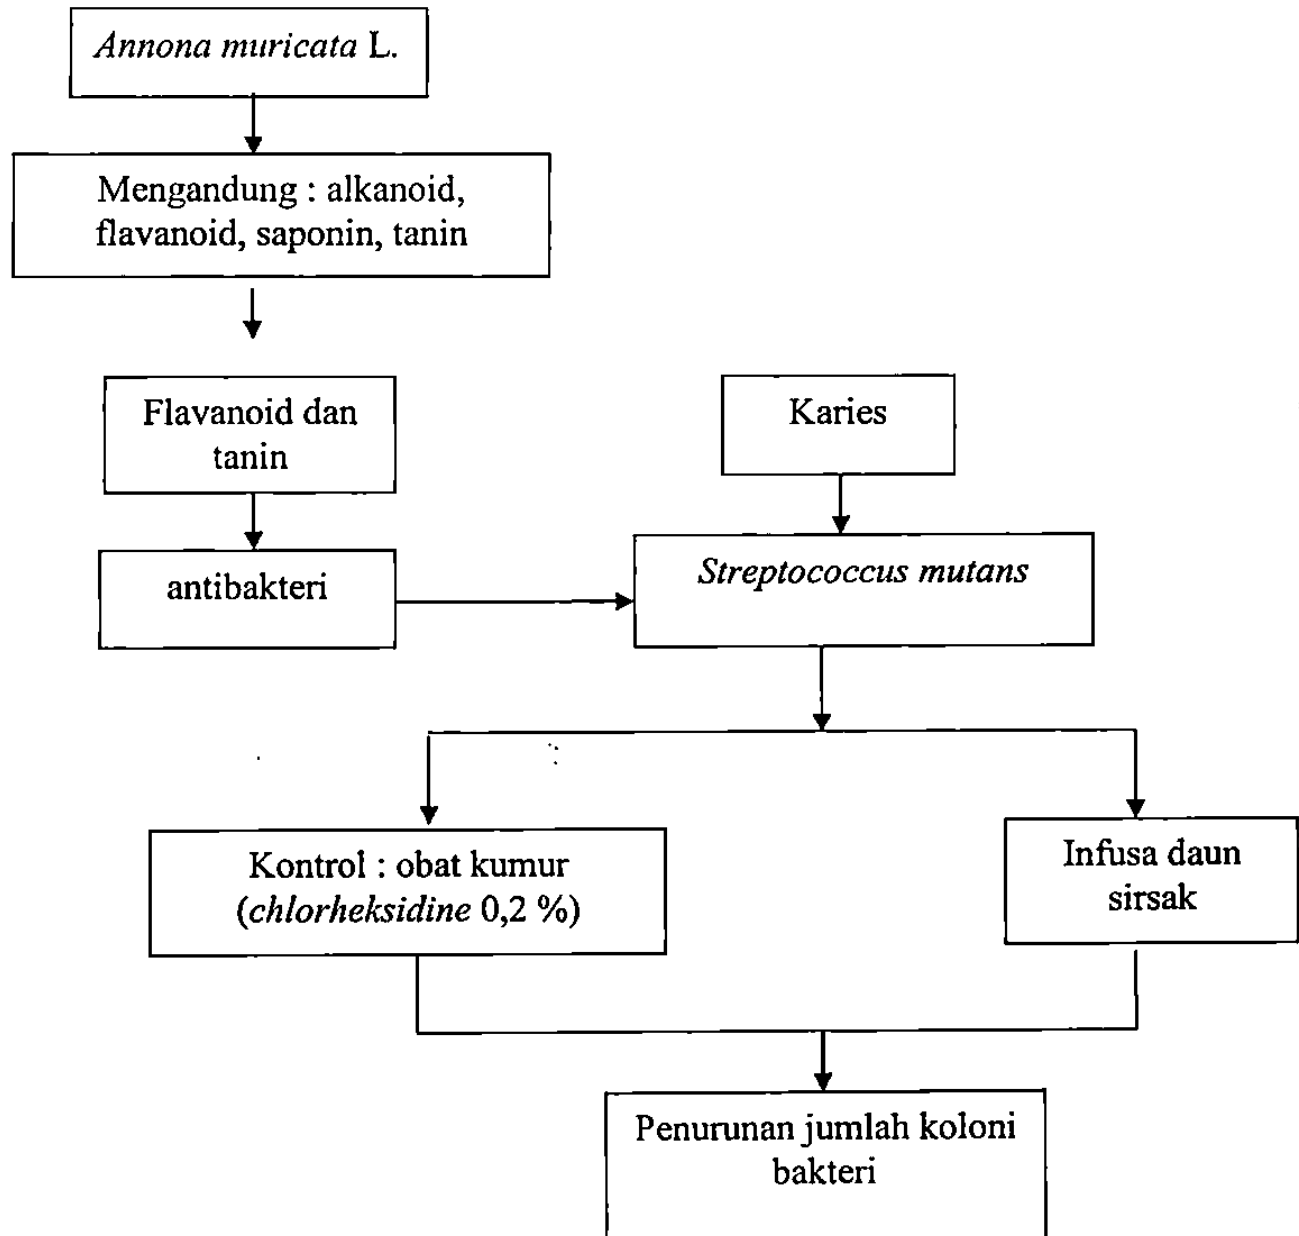 Annona muricata L.
Mengandung : alkanoid,
flavanoid, saponin, tanin
Flavanoid dan
tanin
Karies
antibakteri
Streptococcus mutans
Kontrol : obat kumur
(chlorheksidine 0,2 %)
Infusa daun
sirsak
Penurunan jumlah koloni
bakteri